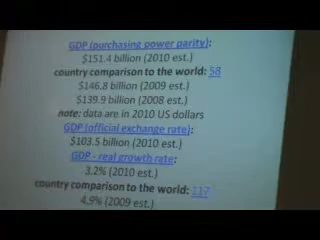 GDP (purchasing power parity):
$151.4 billion (2010 est.)
country comparison to the world: 58
$146.8 billion (2009 est.)
$139.9 billion (2008 est.)
note: data are in 2010 US dollars
GDP (official exchange rate):
$103.5 billion (2010 est.)
GDP - real growth rate:
3.2% (2010 est.)
country comparison to the world: 117
4.9% (2009 est.)